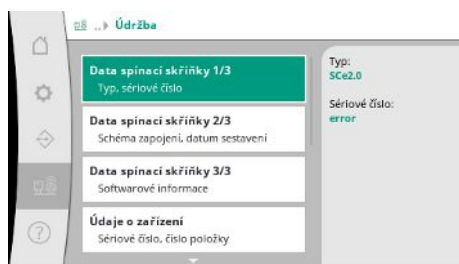 ..▸ Údržba
Data spínací skříňky 1/3
Typ, sériové číslo
Data spínací skříňky 2/3
Schéma zapojení, datum sestavení
Data spínací skříňky 3/3
Softwarové informace
Údaje o zařízení
Sériové číslo, číslo položky
Typ:
SCe2.0
Sériové číslo:
error